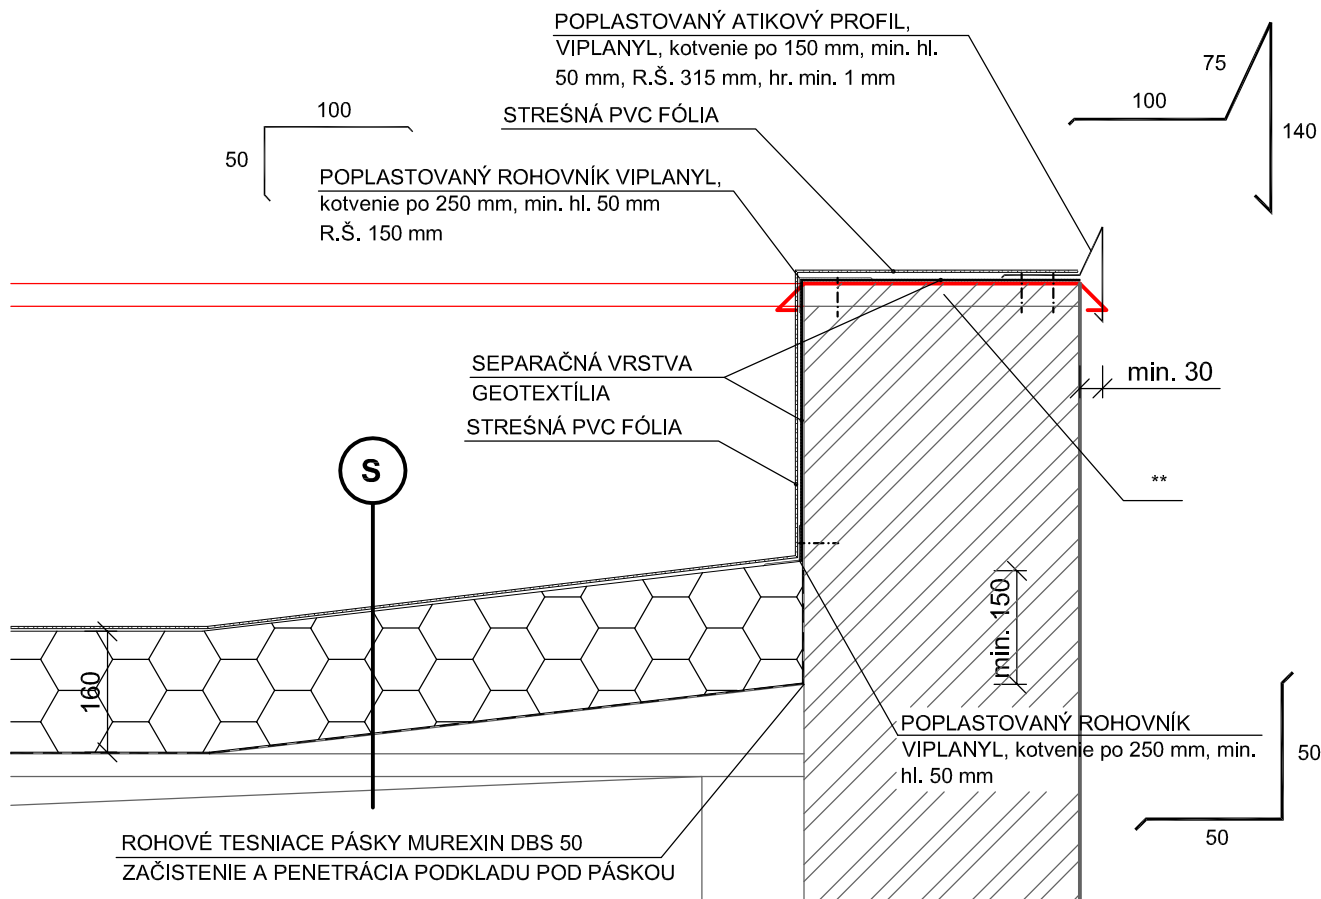 POPLASTOVANÝ ATIKOVÝ PROFIL,
VIPLANYL, kotvenie po 150 mm, min. hl.
50 mm, R.Š. 315 mm, hr. min. 1 mm
75
100
140
100
50
STREŠNÁ PVC FÓLIA
POPLASTOVANÝ ROHOVNÍK VIPLANYL,
kotvenie po 250 mm, min. hl. 50 mm
R.Š. 150 mm
SEPARAČNÁ VRSTVA
GEOTEXTÍLIA
STREŠNÁ PVC FÓLIA
min. 30
S
**
min. 150
160
POPLASTOVANÝ ROHOVNÍK
VIPLANYL, kotvenie po 250 mm, min.
hl. 50 mm
50
50
ROHOVÉ TESNIACE PÁSKY MUREXIN DBS 50
ZAČISTENIE A PENETRÁCIA PODKLADU POD PÁSKOU